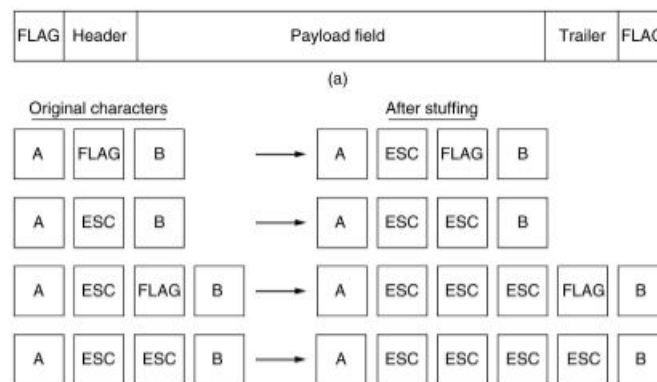 FLAG Header Payload field Trailer FLAG
(a)
Original characters After stuffing
A FLAG B A ESC FLAG B
A ESC B A ESC ESC B
A ESC FLAG B A ESC ESC ESC FLAG B
A ESC ESC B A ESC ESC ESC ESC B